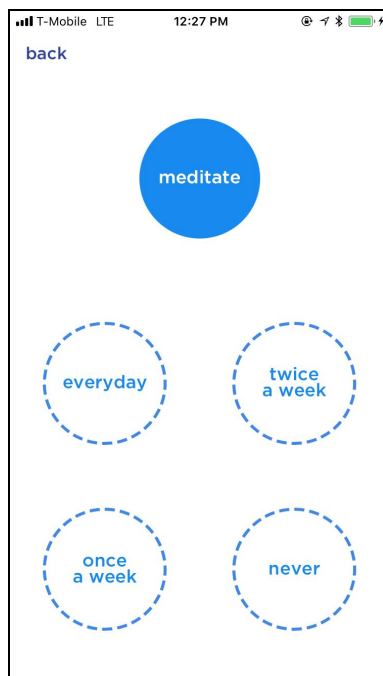 T-Mobile LTE 12:27 PM
back
meditate
everyday
twice
a week
once
a week
never